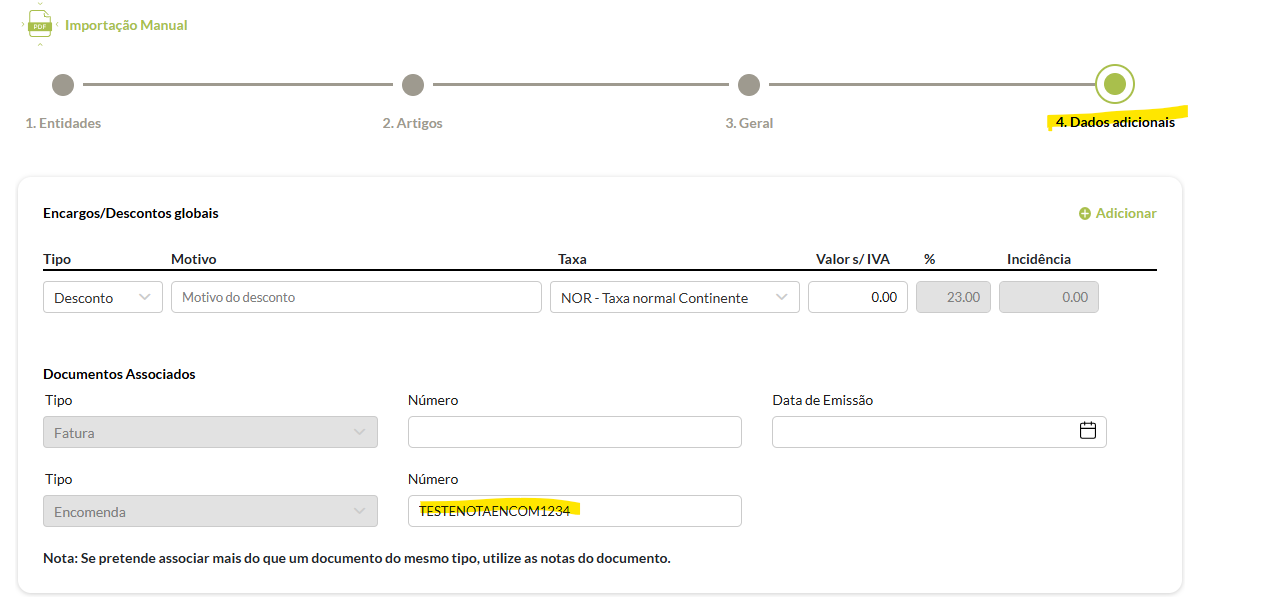 PDF
Importação Manual
1. Entidades
2. Artigos
3. Geral
4. Dados adicionais
Encargos/Descontos globais
Adicionar
Tipo Motivo Taxa Valor s/ IVA % Incidência
Desconto Motivo do desconto NOR - Taxa normal Continente 0.00 23.00 0.00
Documentos Associados
Tipo Número Data de Emissão
Fatura
Tipo Número
Encomenda TESTENOTAENCOM1234
Nota: Se pretende associar mais do que um documento do mesmo tipo, utilize as notas do documento.